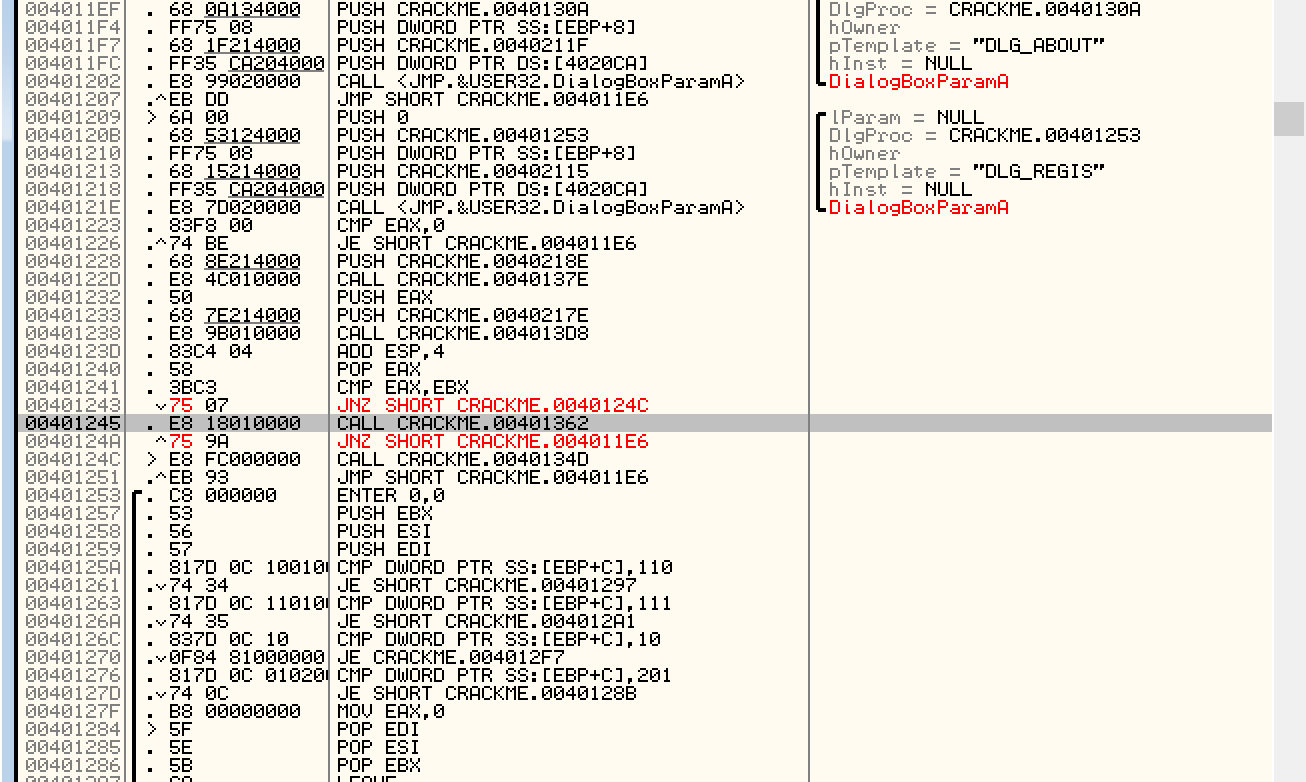 004011EF . 68 0A134000 PUSH CRACKME.0040130A DlgProc = CRACKME.0040130A
004011F4 . FF75 08 PUSH DWORD PTR SS:[EBP+8] hOwner
004011F7 . 68 1F214000 PUSH CRACKME.0040211F pTemplate = "DLG_ABOUT"
004011FC . FF35 CA204000 PUSH DWORD PTR DS:[4020CA] hInst = NULL
00401202 . E8 99020000 CALL <JMP.&USER32.DialogBoxParamA> DialogBoxParamA
00401207 .^EB DD JMP SHORT CRACKME.004011E6
00401209 > 6A 00 PUSH 0 lParam = NULL
0040120B . 68 53124000 PUSH CRACKME.00401253 DlgProc = CRACKME.00401253
00401210 . FF75 08 PUSH DWORD PTR SS:[EBP+8] hOwner
00401213 . 68 15214000 PUSH CRACKME.00402115 pTemplate = "DLG_REGIS"
00401218 . FF35 CA204000 PUSH DWORD PTR DS:[4020CA] hInst = NULL
0040121E . E8 7D020000 CALL <JMP.&USER32.DialogBoxParamA> DialogBoxParamA
00401223 . 83F8 00 CMP EAX,0
00401226 .^74 BE JE SHORT CRACKME.004011E6
00401228 . 68 8E214000 PUSH CRACKME.0040218E
0040122D . E8 4C010000 CALL CRACKME.0040137E
00401232 . 50 PUSH EAX
00401233 . 68 7E214000 PUSH CRACKME.0040217E
00401238 . E8 9B010000 CALL CRACKME.004013D8
0040123D . 83C4 04 ADD ESP,4
00401240 . 58 POP EAX
00401241 . 3BC3 CMP EAX,EBX
00401243 v75 07 JNZ SHORT CRACKME.0040124C
00401245 . E8 18010000 CALL CRACKME.00401362
0040124A ^75 9A JNZ SHORT CRACKME.004011E6
0040124C > E8 FC000000 CALL CRACKME.0040134D
00401251 .^EB 93 JMP SHORT CRACKME.004011E6
00401253 . C8 000000 ENTER 0,0
00401257 . 53 PUSH EBX
00401258 . 56 PUSH ESI
00401259 . 57 PUSH EDI
0040125A . 817D 0C 10010 CMP DWORD PTR SS:[EBP+C],110
00401261 .v74 34 JE SHORT CRACKME.00401297
00401263 . 817D 0C 11010 CMP DWORD PTR SS:[EBP+C],111
0040126A .v74 35 JE SHORT CRACKME.004012A1
0040126C . 837D 0C 10 CMP DWORD PTR SS:[EBP+C],10
00401270 .v0F84 81000000 JE CRACKME.004012F7
00401276 . 817D 0C 01020 CMP DWORD PTR SS:[EBP+C],201
0040127D .v74 0C JE SHORT CRACKME.0040128B
0040127F . B8 00000000 MOV EAX,0
00401284 > 5F POP EDI
00401285 . 5E POP ESI
00401286 . 5B POP EBX